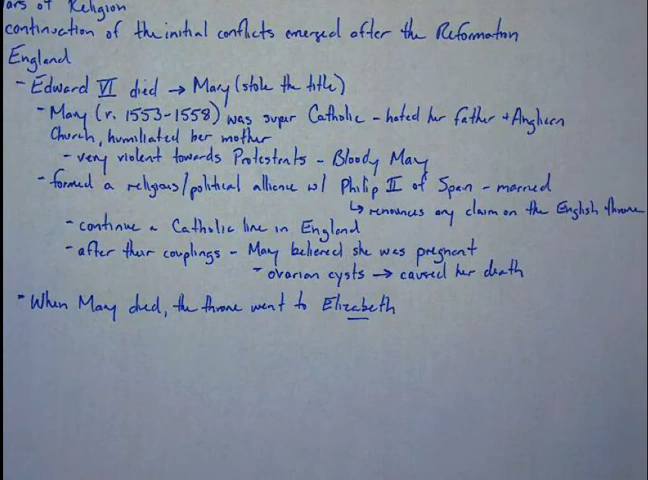 ars of Religion
continuation of the initial conflicts emerged after the Reformation
England
- Edward VI died → Mary (stole the title)
- Mary (r. 1553-1558) was super Catholic - hated her father + Anglican
Church, humiliated her mother
- very violent towards Protestants - Bloody Mary
- formed a religious/political alliance w/ Philip II of Spain - married
↳ renounces any claim on the English throne
- continue a Catholic line in England
- after their couplings - Mary believed she was pregnant
- ovarian cysts → caused her death
- When Mary died, the throne went to Elizabeth